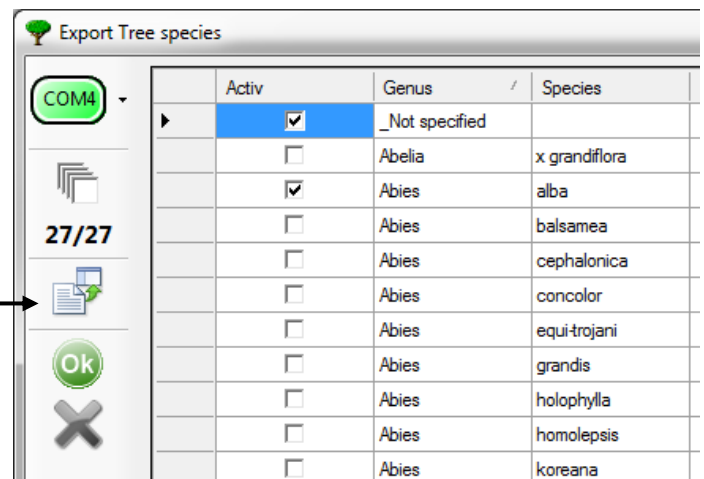 Export Tree species
COM4
27/27
Ok
Activ Genus Species
_Not specified
Abelia x grandiflora
Abies alba
Abies balsamea
Abies cephalonica
Abies concolor
Abies equi-trojani
Abies grandis
Abies holophylla
Abies homolepsis
Abies koreana